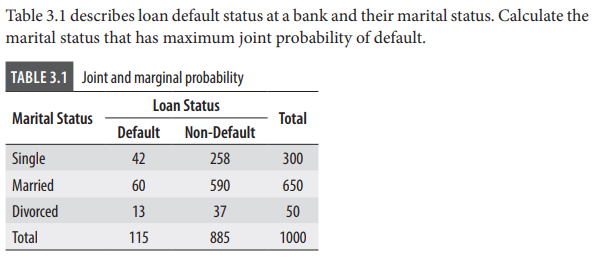 Table 3.1 describes loan default status at a bank and their marital status. Calculate the
marital status that has maximum joint probability of default.
TABLE 3.1 Joint and marginal probability
Marital Status Loan Status Total
Default Non-Default
Single 42 258 300
Married 60 590 650
Divorced 13 37 50
Total 115 885 1000